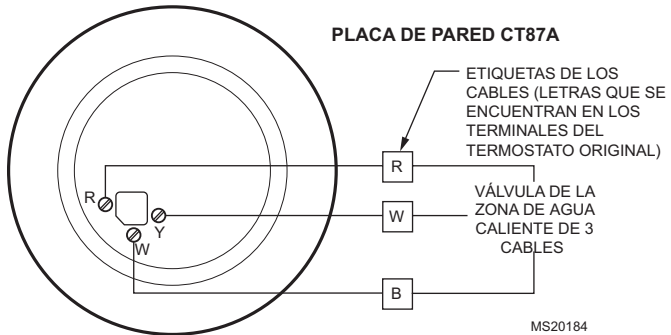 PLACA DE PARED CT87A
ETIQUETAS DE LOS
CABLES (LETRAS QUE SE
ENCUENTRAN EN LOS
TERMINALES DEL
TERMOSTATO ORIGINAL)
R
R
W
Y
W
B
VÁLVULA DE LA
ZONA DE AGUA
CALIENTE DE 3
CABLES
MS20184